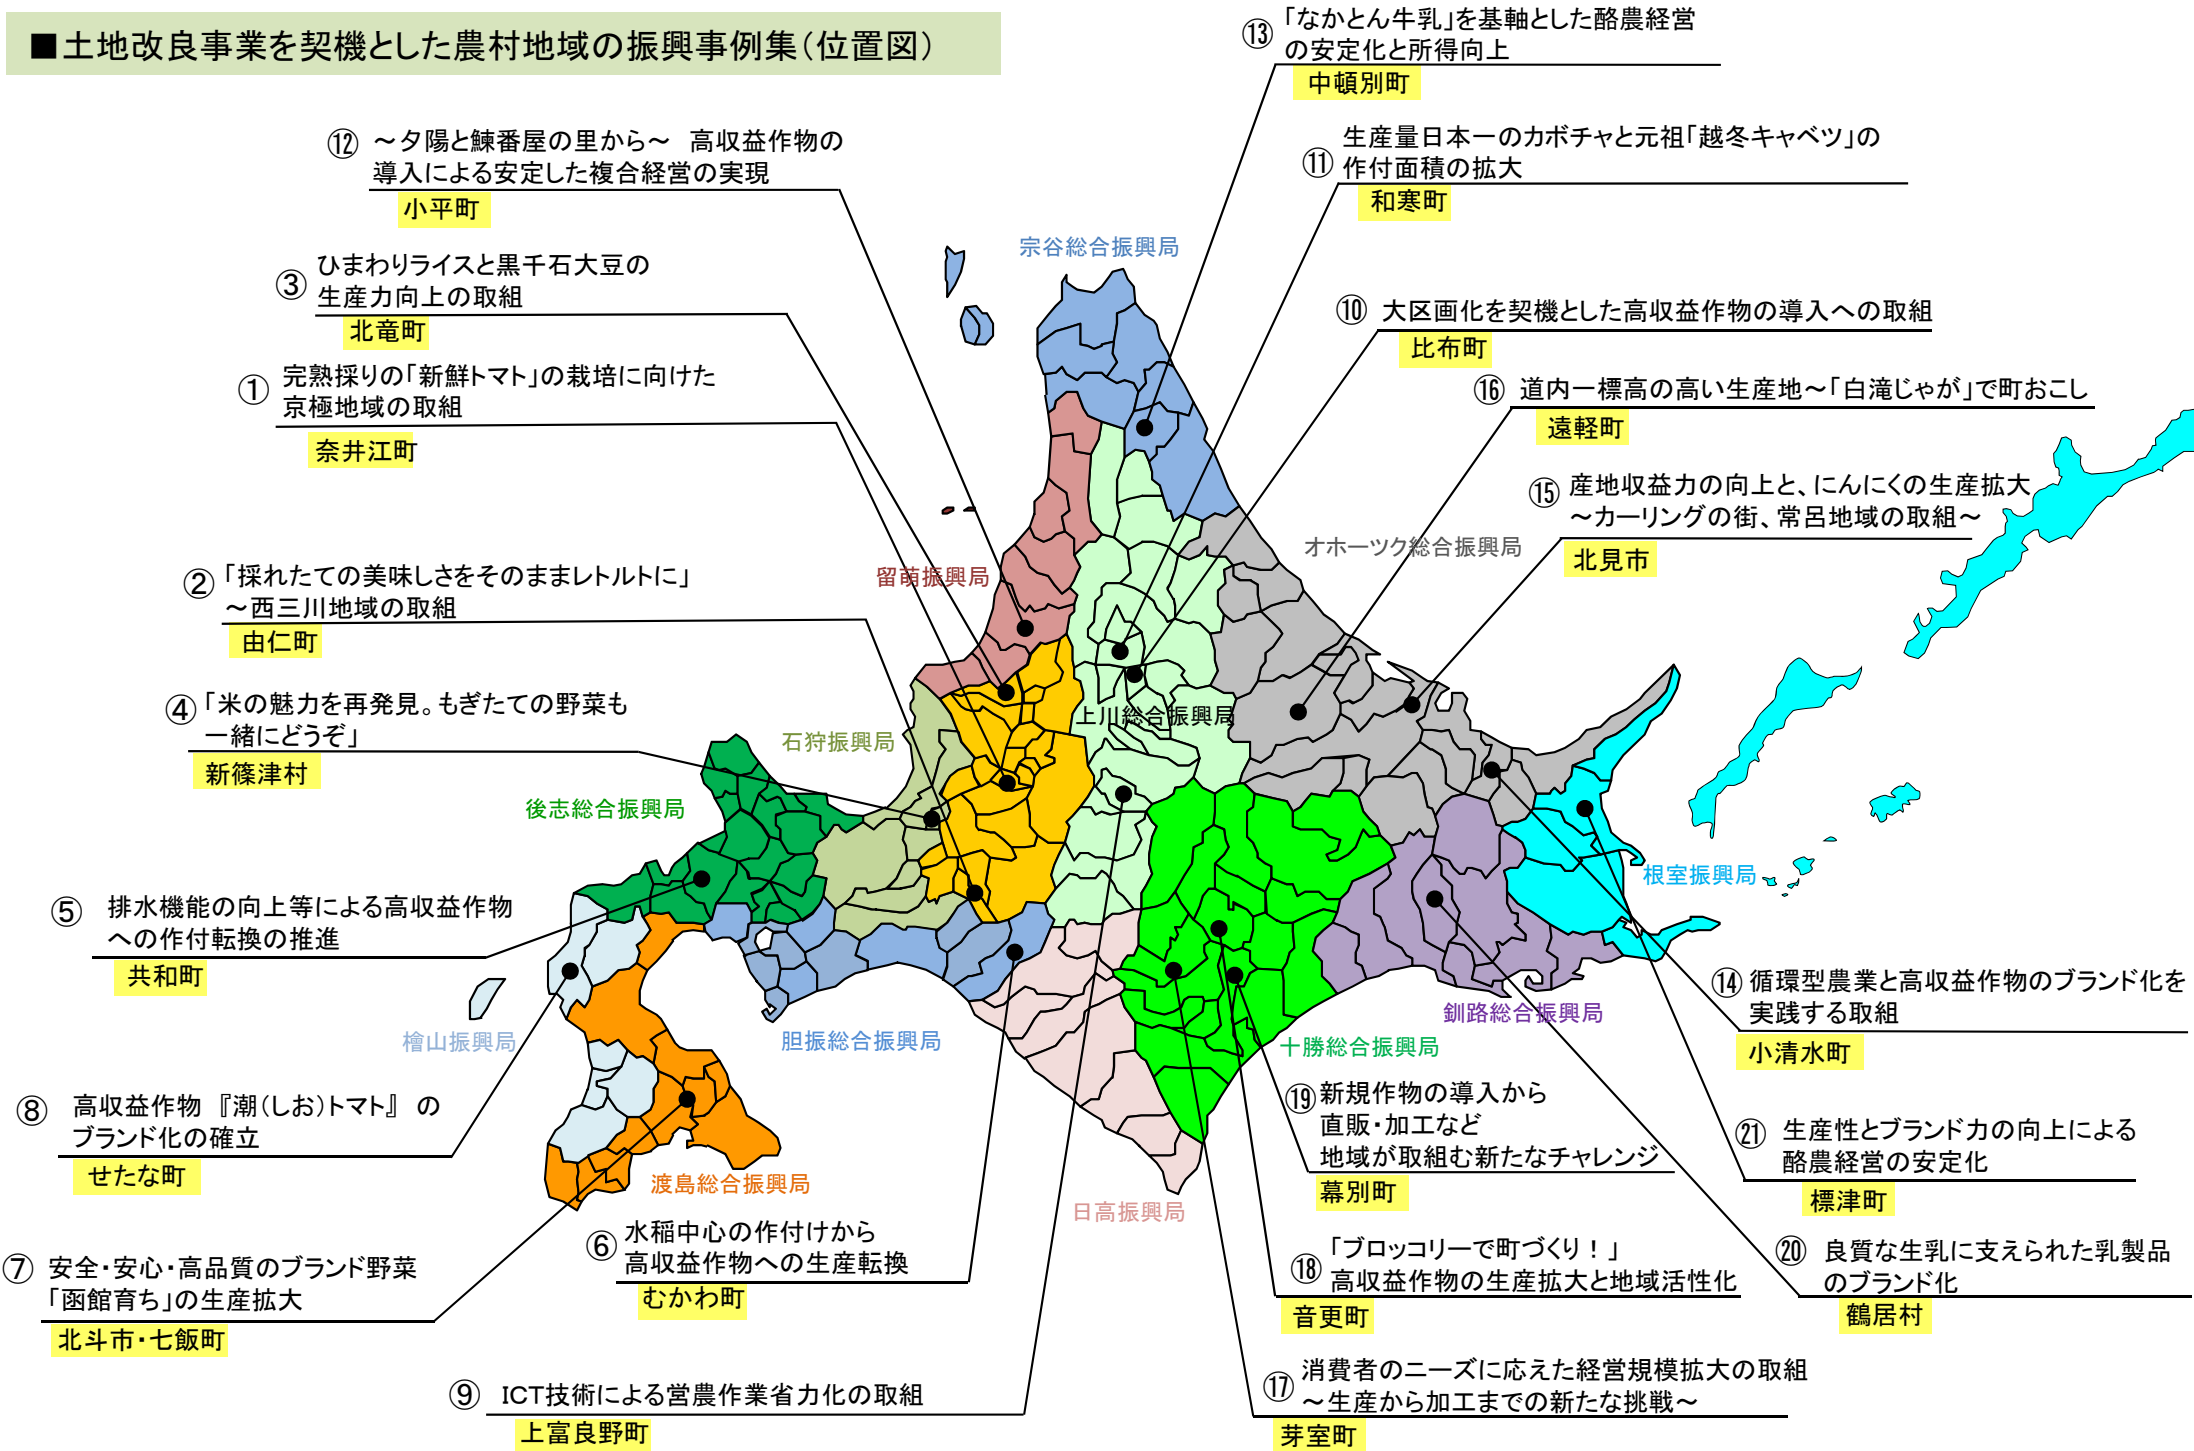 ■土地改良事業を契機とした農村地域の振興事例集(位置図)
⑬ 「なかとん牛乳」を基軸とした酪農経営
の安定化と所得向上
中頓別町
⑫ ～夕陽と鰊番屋の里から～ 高収益作物の
導入による安定した複合経営の実現
小平町
⑪ 生産量日本一のカボチャと元祖「越冬キャベツ」の
作付面積の拡大
和寒町
③ ひまわりライスと黒千石大豆の
生産力向上の取組
北竜町
宗谷総合振興局
⑩ 大区画化を契機とした高収益作物の導入への取組
比布町
① 完熟採りの「新鮮トマト」の栽培に向けた
京極地域の取組
奈井江町
⑯ 道内一標高の高い生産地～「白滝じゃが」で町おこし
遠軽町
⑮ 産地収益力の向上と、にんにくの生産拡大
～カーリングの街、常呂地域の取組～
北見市
オホーツク総合振興局
留萌振興局
② 「採れたての美味しさをそのままレトルトに」
～西三川地域の取組
由仁町
④ 「米の魅力を再発見。もぎたての野菜も
一緒にどうぞ」
新篠津村
上川総合振興局
石狩振興局
後志総合振興局
根室振興局
⑤ 排水機能の向上等による高収益作物
への作付転換の推進
共和町
⑭ 循環型農業と高収益作物のブランド化を
実践する取組
小清水町
釧路総合振興局
檜山振興局
胆振総合振興局
十勝総合振興局
⑧ 高収益作物 『潮(しお)トマト』 の
ブランド化の確立
せたな町
⑲ 新規作物の導入から
直販・加工など
地域が取組む新たなチャレンジ
幕別町
㉑ 生産性とブランド力の向上による
酪農経営の安定化
標津町
渡島総合振興局
日高振興局
⑥ 水稲中心の作付けから
高収益作物への生産転換
むかわ町
⑦ 安全・安心・高品質のブランド野菜
「函館育ち」の生産拡大
北斗市・七飯町
⑱ 「ブロッコリーで町づくり！」
高収益作物の生産拡大と地域活性化
音更町
⑳ 良質な生乳に支えられた乳製品
のブランド化
鶴居村
⑨ ICT技術による営農作業省力化の取組
上富良野町
⑰ 消費者のニーズに応えた経営規模拡大の取組
～生産から加工までの新たな挑戦～
芽室町